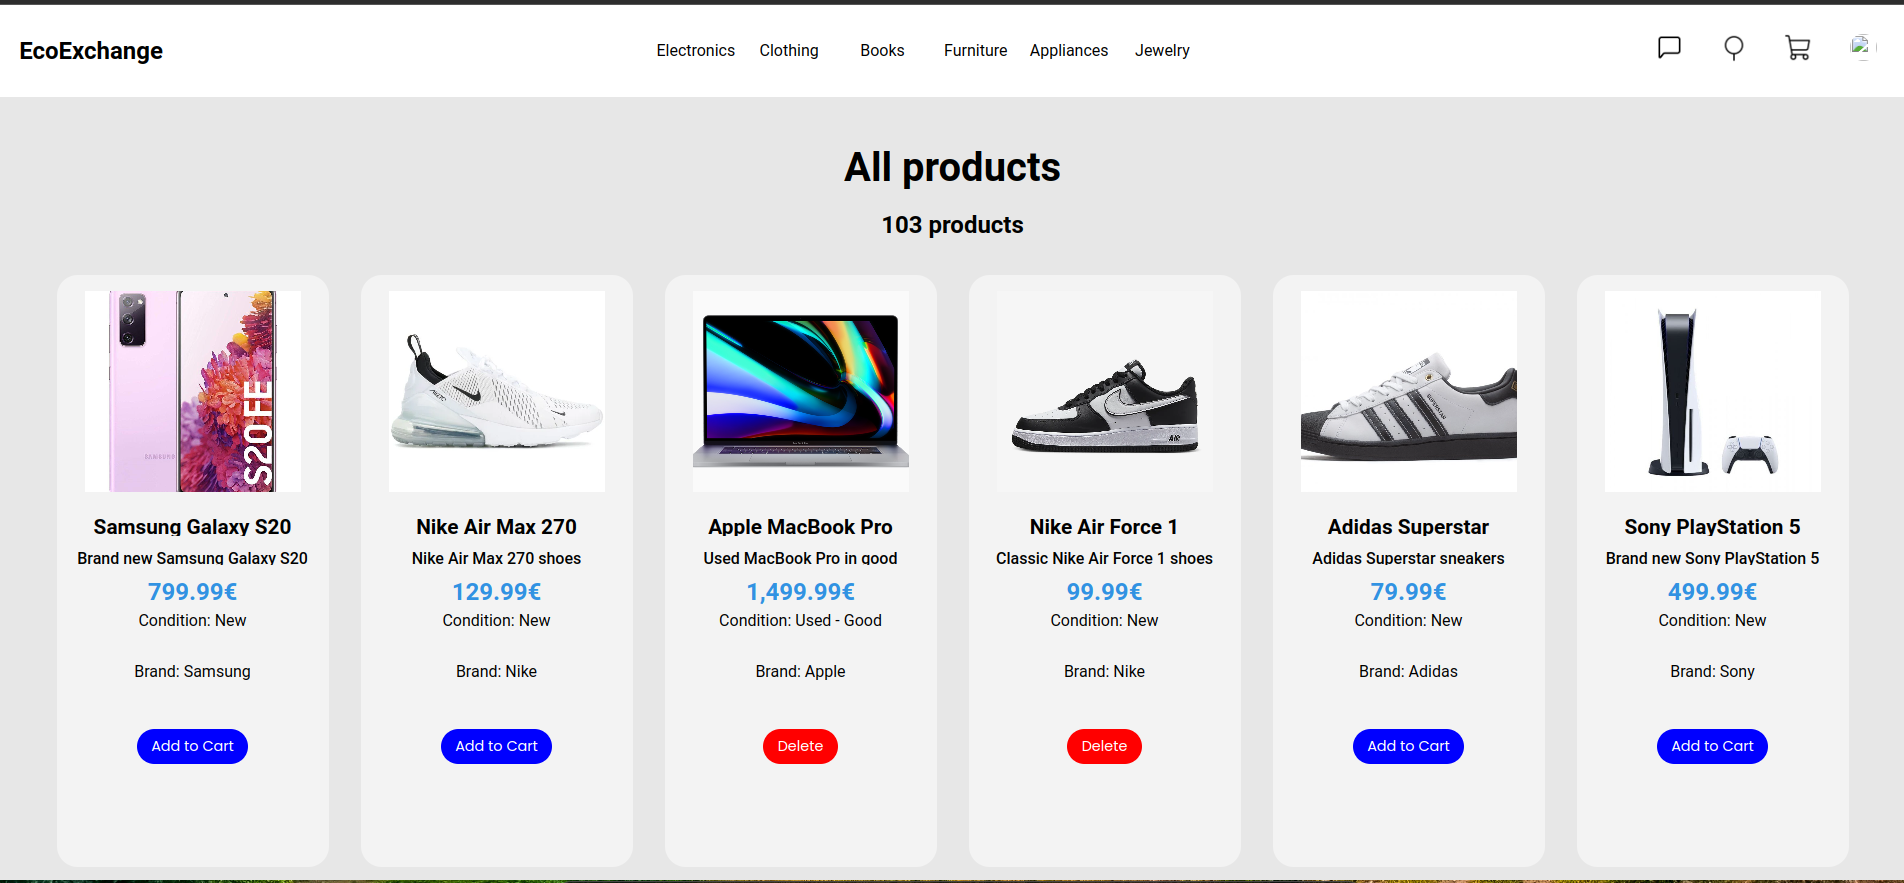 EcoExchange
Electronics Clothing Books Furniture Appliances Jewelry
All products
103 products
SAMSUNG
S20 FE
Samsung Galaxy S20
Brand new Samsung Galaxy S20
799.99€
Condition: New
Brand: Samsung
Add to Cart
Nike Air Max 270
Nike Air Max 270 shoes
129.99€
Condition: New
Brand: Nike
Add to Cart
Apple MacBook Pro
Used MacBook Pro in good
1,499.99€
Condition: Used - Good
Brand: Apple
Delete
AIR
Nike Air Force 1
Classic Nike Air Force 1 shoes
99.99€
Condition: New
Brand: Nike
Delete
SUPERSTAR
Adidas Superstar
Adidas Superstar sneakers
79.99€
Condition: New
Brand: Adidas
Add to Cart
Sony PlayStation 5
Brand new Sony PlayStation 5
499.99€
Condition: New
Brand: Sony
Add to Cart